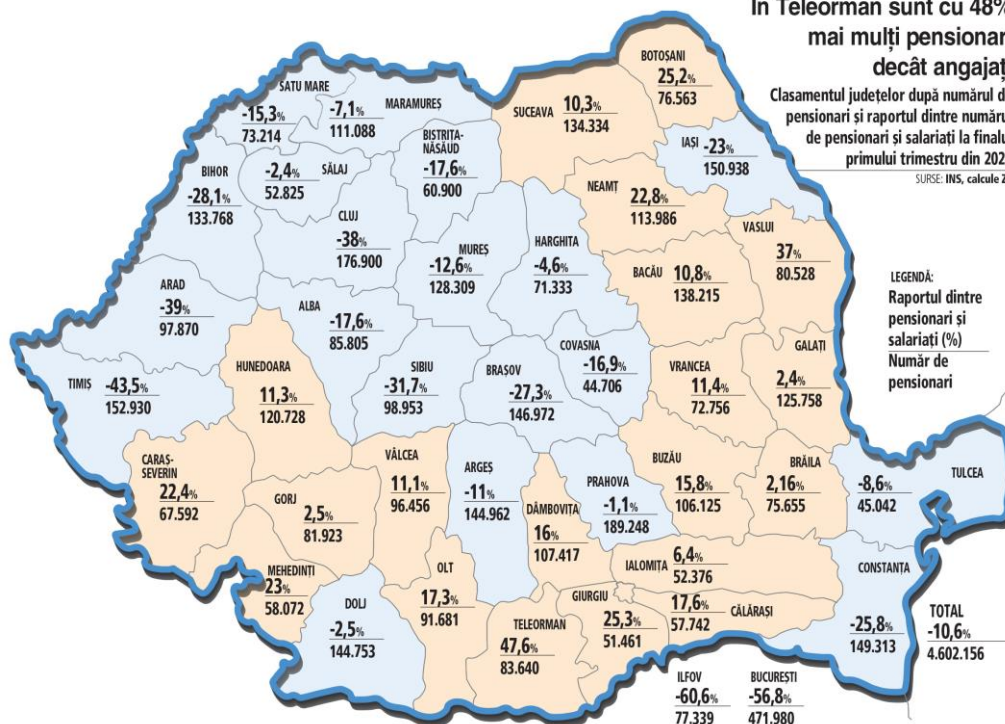 În Teleorman sunt cu 48%
mai mulți pensionar
decât angajaț
Clasamentul județelor după numărul d
pensionari și raportul dintre număru
de pensionari și salariați la finalu
primului trimestru din 202
SURSE: INS, calcule Z
LEGENDĂ:
Raportul dintre
pensionari și
salariați (%)
Număr de
pensionari
SATU MARE
-15,3%
73.214
MARAMUREȘ
-7,1%
111.088
SUCEAVA
10,3%
134.334
BOTOȘANI
25,2%
76.563
BIHOR
-28,1%
133.768
SĂLAJ
-2,4%
52.825
BISTRIȚA-
NĂSĂUD
-17,6%
60.900
IAȘI
-23%
150.938
NEAMȚ
22,8%
113.986
CLUJ
-38%
176.900
MUREȘ
-12,6%
128.309
HARGHITA
-4,6%
71.333
BACĂU
10,8%
138.215
VASLUI
37%
80.528
ARAD
-39%
97.870
ALBA
-17,6%
85.805
TIMIȘ
-43,5%
152.930
HUNEDOARA
11,3%
120.728
SIBIU
-31,7%
98.953
BRAȘOV
-27,3%
146.972
COVASNA
-16,9%
44.706
VRANCEA
11,4%
72.756
GALAȚI
2,4%
125.758
CARAȘ-
SEVERIN
22,4%
67.592
GORJ
2,5%
81.923
VÂLCEA
11,1%
96.456
ARGEȘ
-11%
144.962
DÂMBOVIȚA
16%
107.417
PRAHOVA
-1,1%
189.248
BUZĂU
15,8%
106.125
BRĂILA
2,16%
75.655
TULCEA
-8,6%
45.042
MEHEDINȚI
23%
58.072
DOLJ
-2,5%
144.753
OLT
17,3%
91.681
TELEORMAN
47,6%
83.640
GIURGIU
25,3%
51.461
IALOMIȚA
6,4%
52.376
CĂLĂRAȘI
17,6%
57.742
CONSTANȚA
-25,8%
149.313
TOTAL
-10,6%
4.602.156
ILFOV
-60,6%
77.339
BUCUREȘTI
-56,8%
471.980